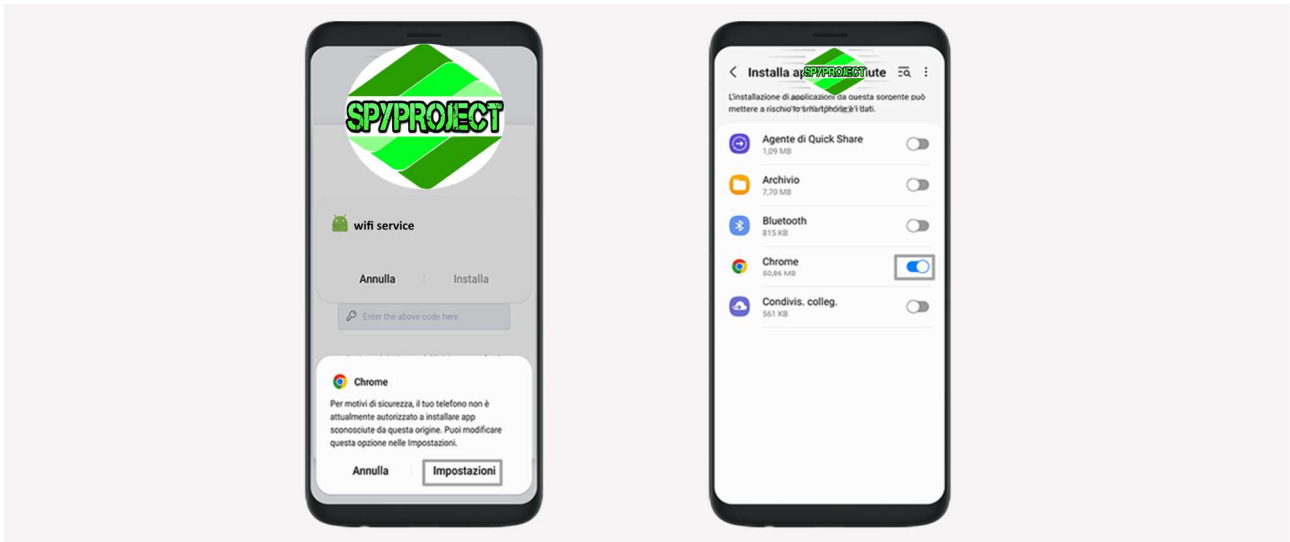 SPYPROJECT
wifi service
Annulla Installa
Enter the above code here
Chrome
Per motivi di sicurezza, il tuo telefono non è
attualmente autorizzato a installare app
sconosciute da questa origine. Puoi modificare
questa opzione nelle Impostazioni.
Annulla Impostazioni
Installa ap
SPYPROJECT
iute
L'installazione di applicazioni da questa sorgente può
mettere a rischio lo smartphone e i dati.
Agente di Quick Share
1,09 MB
Archivio
7,70 MB
Bluetooth
815 KB
Chrome
50,86 MB
Condivis. colleg.
561 KB